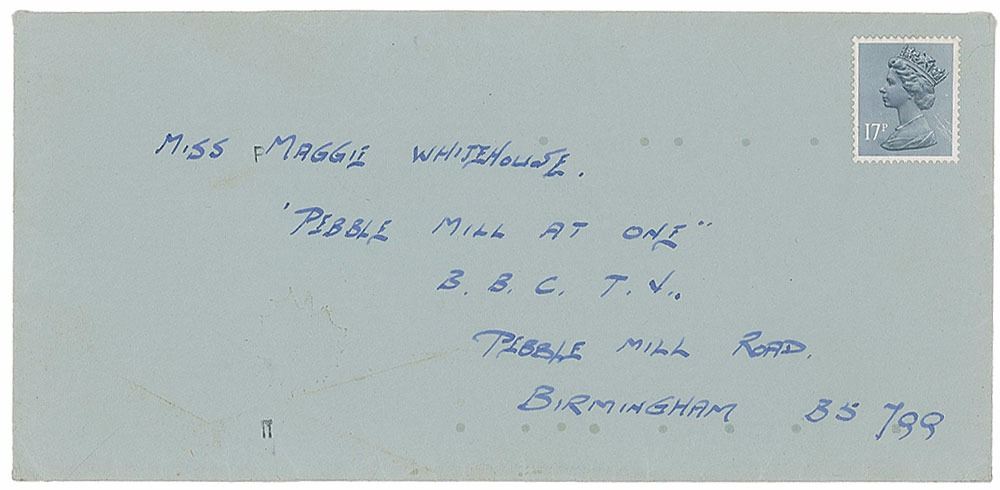 17P
MISS MAGGIE WHITEHOUSE.
'PEBBLE MILL AT ONE"
B. B. C. T. V..
PEBBLE MILL ROAD.
BIRMINGHAM B5 7QQ